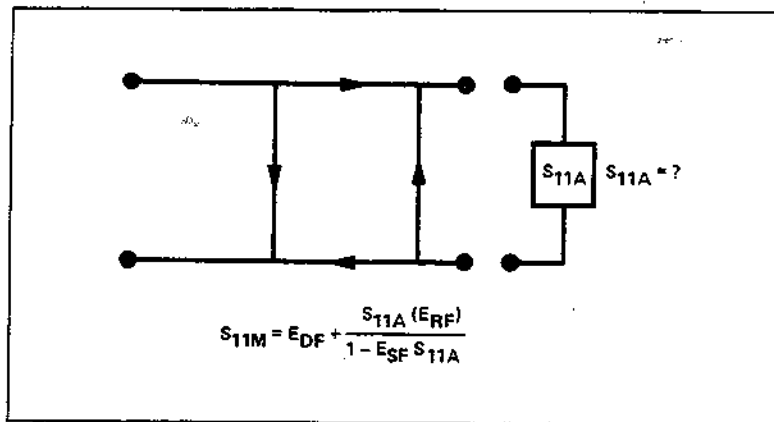 S11A S11A = ?
S11M = EDF + S11A (ERF) / 1 – ESF S11A